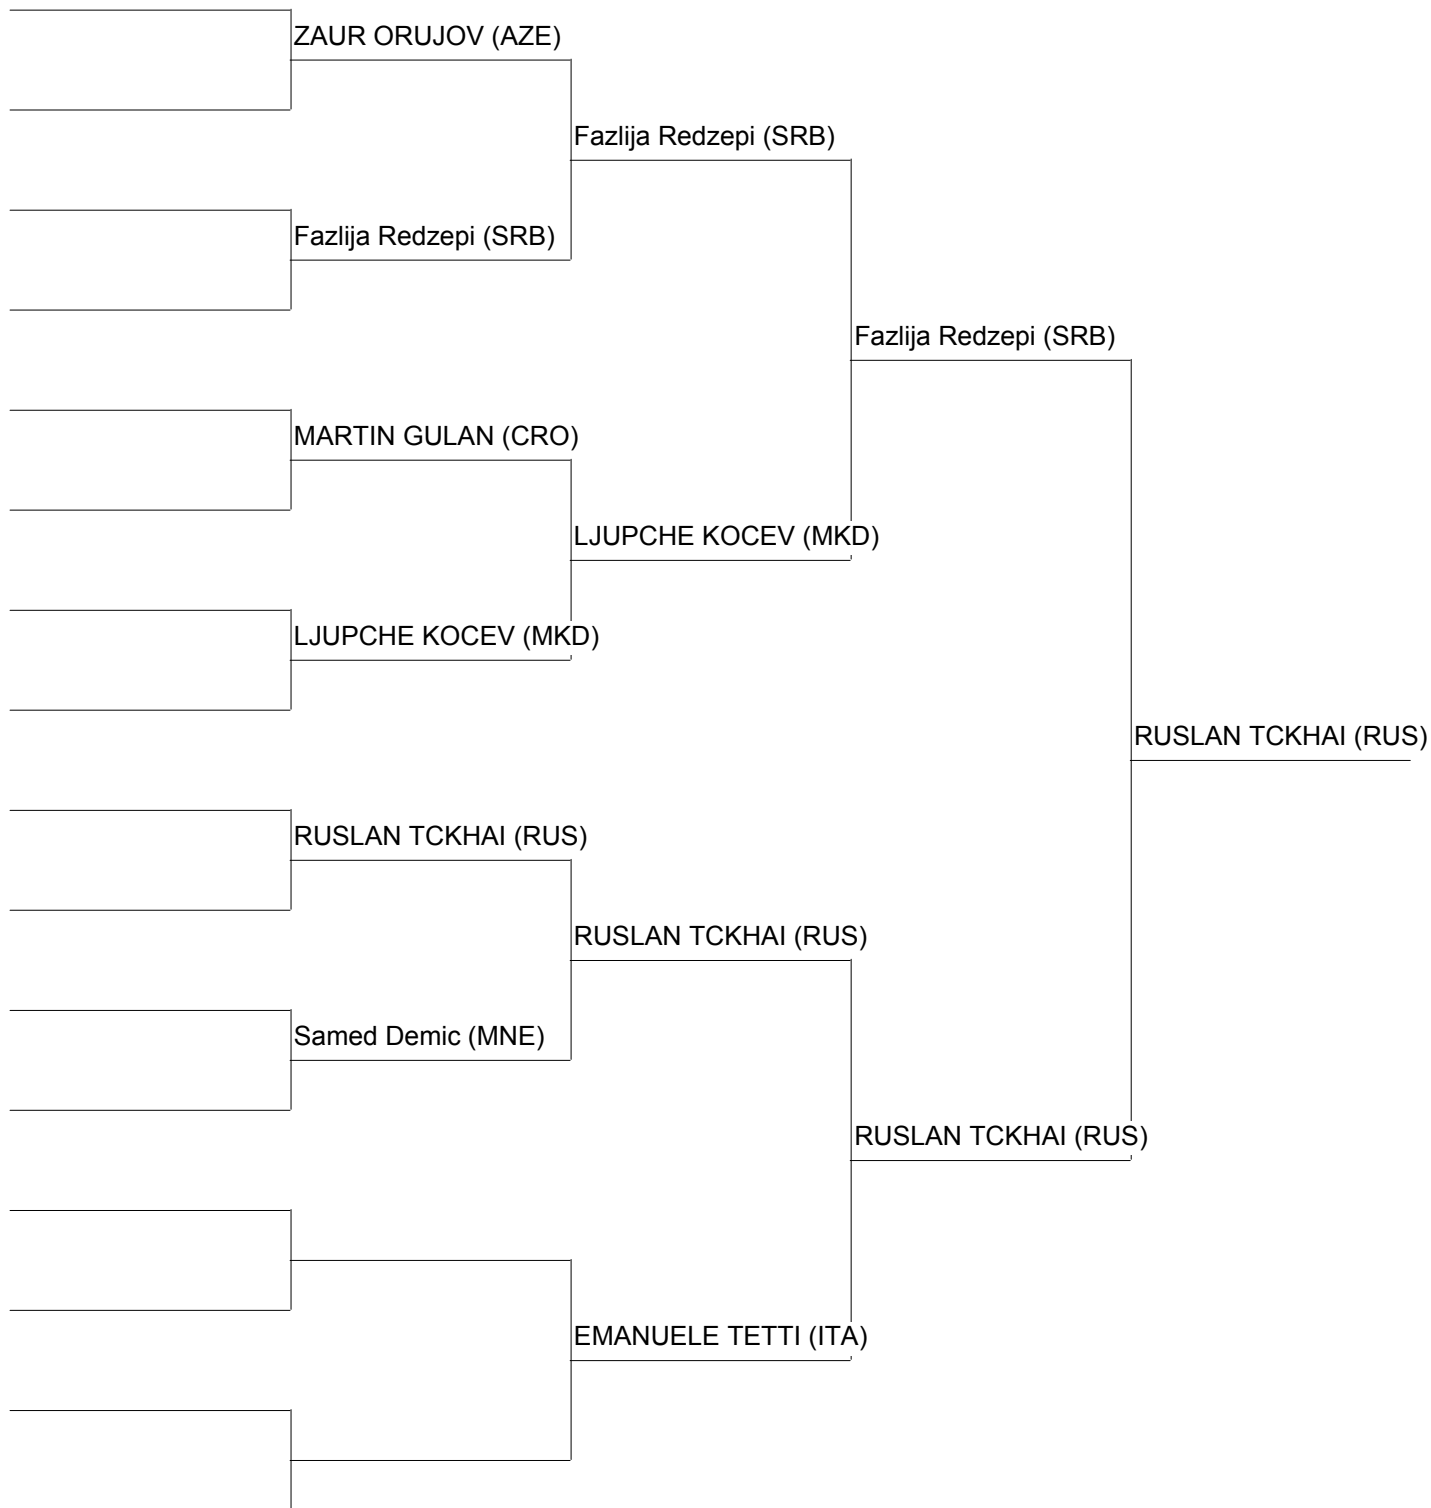 ZAUR ORUJOV (AZE)
Fazlija Redzepi (SRB)
Fazlija Redzepi (SRB)
Fazlija Redzepi (SRB)
MARTIN GULAN (CRO)
LJUPCHE KOCEV (MKD)
LJUPCHE KOCEV (MKD)
RUSLAN TCKHAI (RUS)
RUSLAN TCKHAI (RUS)
RUSLAN TCKHAI (RUS)
Samed Demic (MNE)
RUSLAN TCKHAI (RUS)
EMANUELE TETTI (ITA)